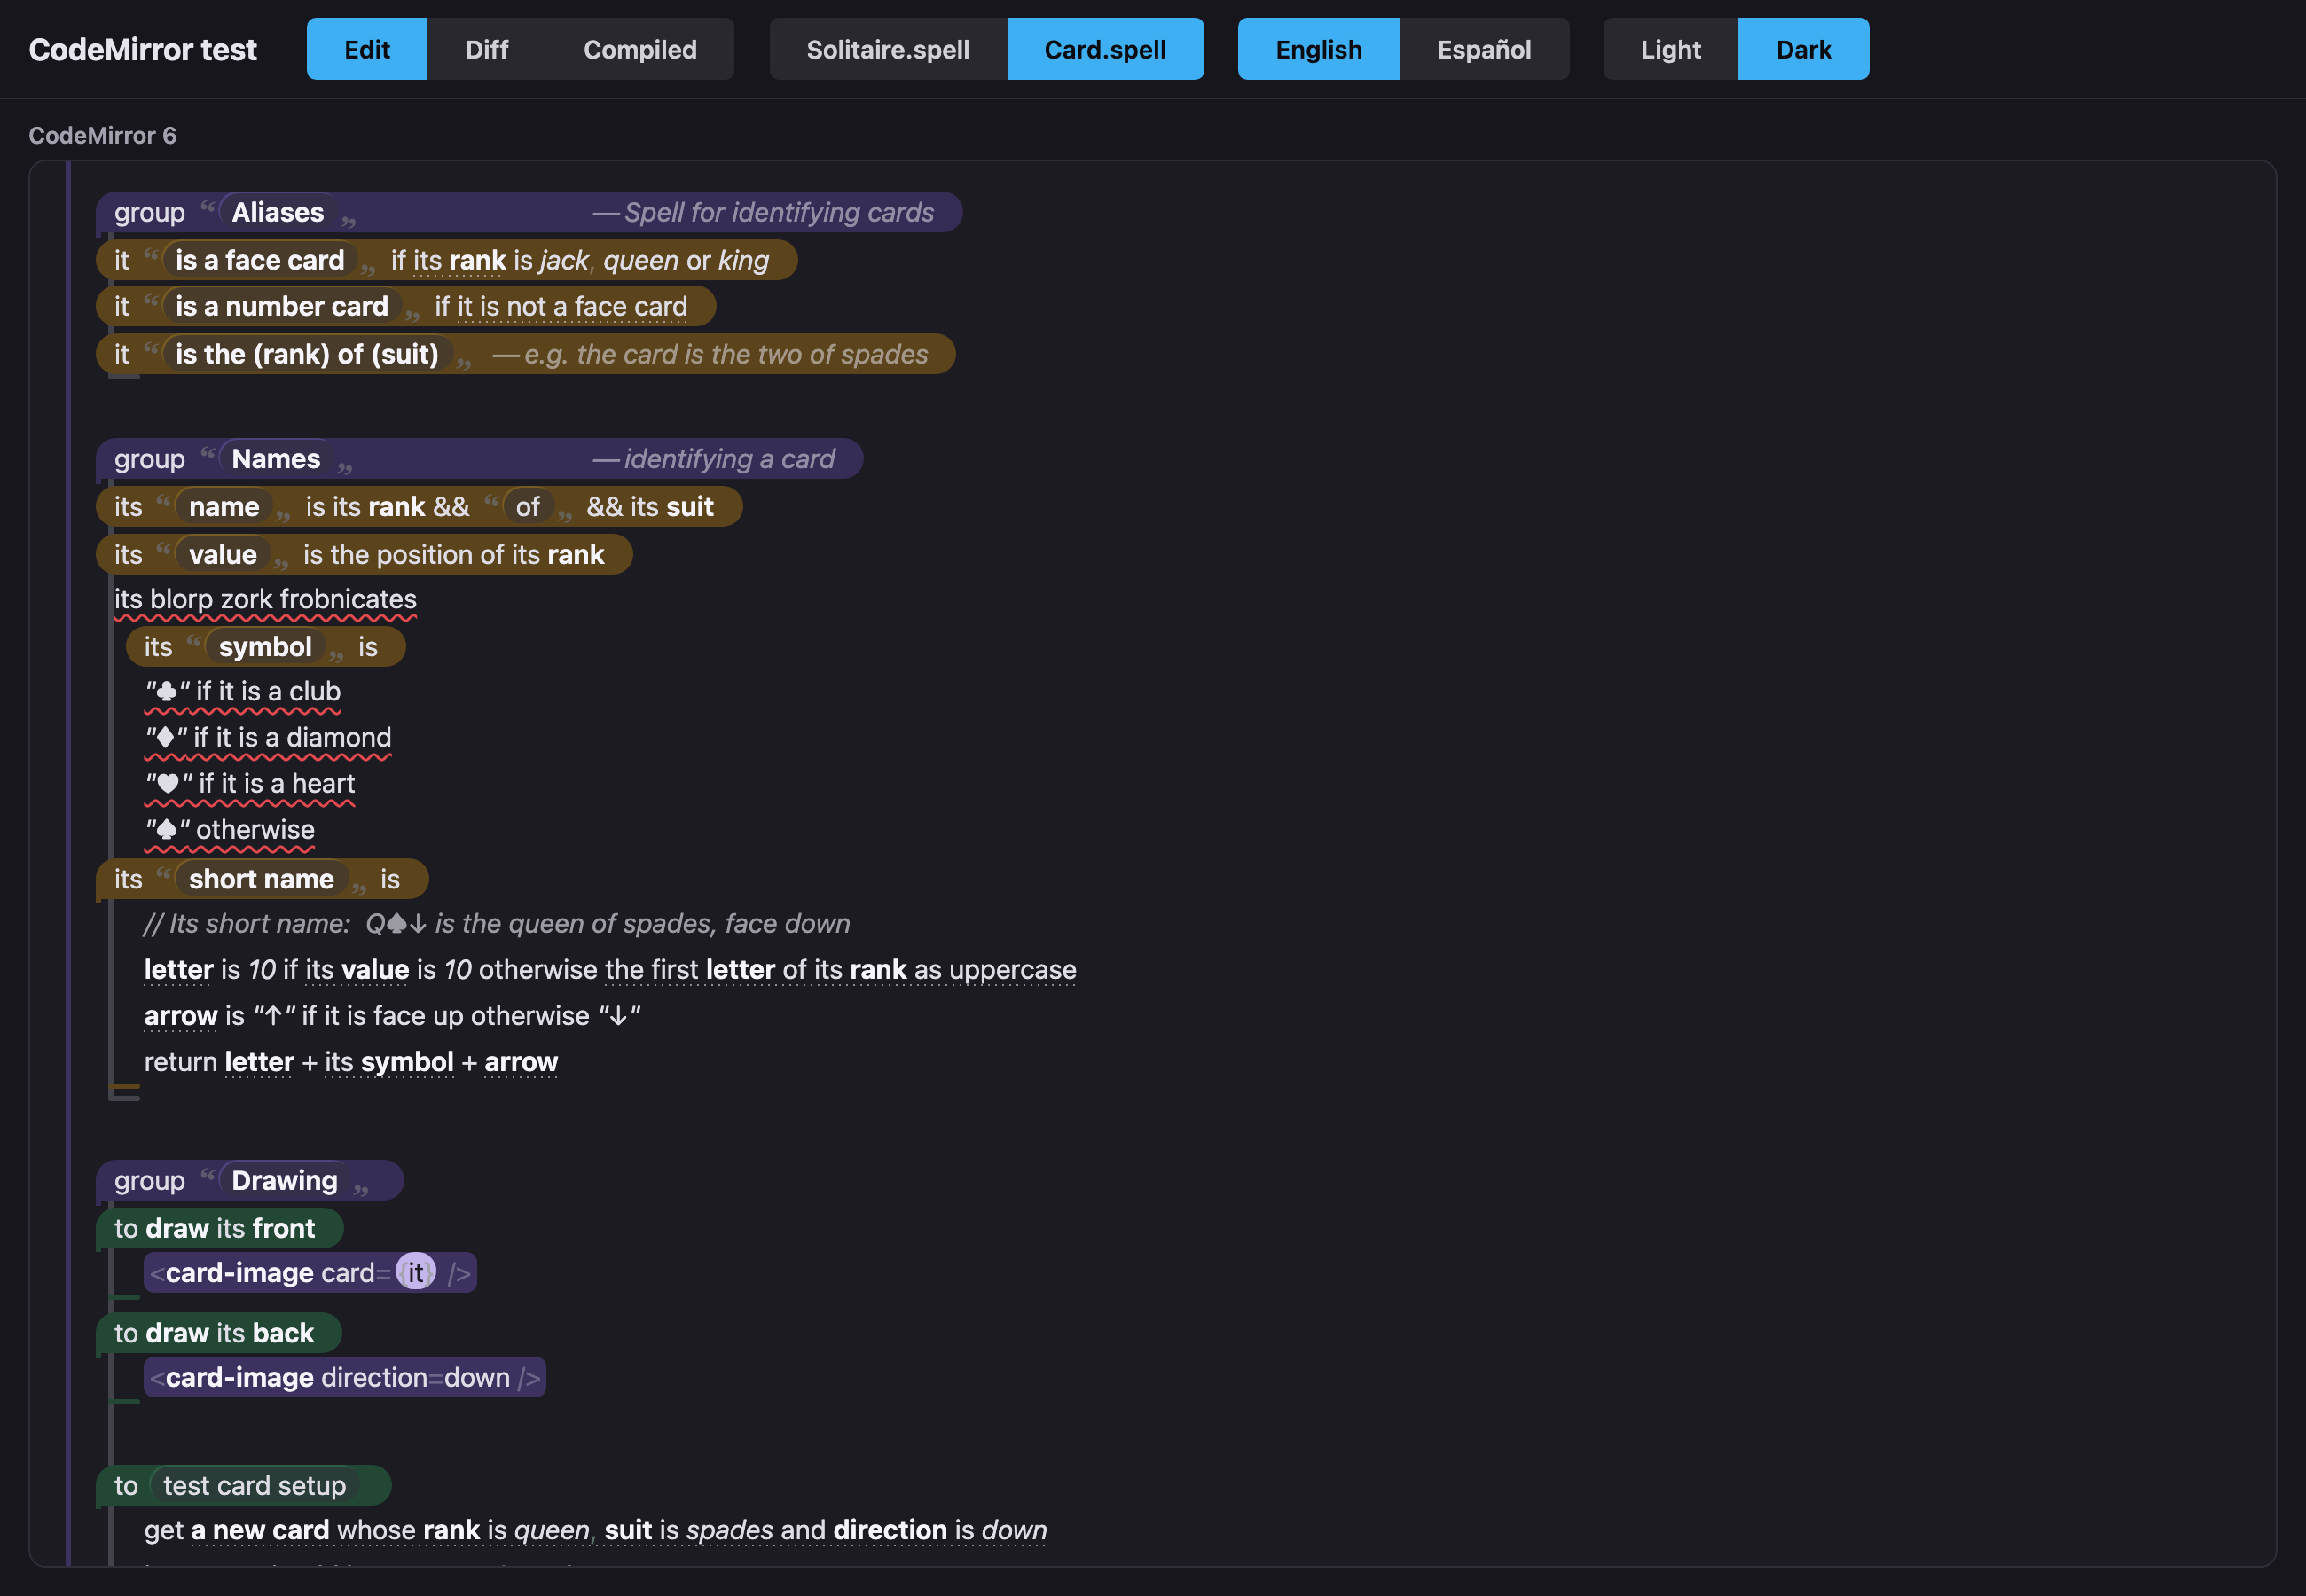 CodeMirror test Edit Diff Compiled Solitaire.spell Card.spell English Español Light Dark
CodeMirror 6
group “ Aliases „ — Spell for identifying cards
it “ is a face card „ if its rank is jack, queen or king
it “ is a number card „ if it is not a face card
it “ is the (rank) of (suit) „ — e.g. the card is the two of spades
group “ Names „ — identifying a card
its “ name „ is its rank && “ of „ && its suit
its “ value „ is the position of its rank
its blorp zork frobnicates
its “ symbol „ is
"♣" if it is a club
"♦" if it is a diamond
"♥" if it is a heart
"♠" otherwise
its “ short name „ is
// Its short name: Q♠↓ is the queen of spades, face down
letter is 10 if its value is 10 otherwise the first letter of its rank as uppercase
arrow is "↑" if it is face up otherwise "↓"
return letter + its symbol + arrow
group “ Drawing „
to draw its front
<card-image card={it} />
to draw its back
<card-image direction=down />
to test card setup
get a new card whose rank is queen, suit is spades and direction is down